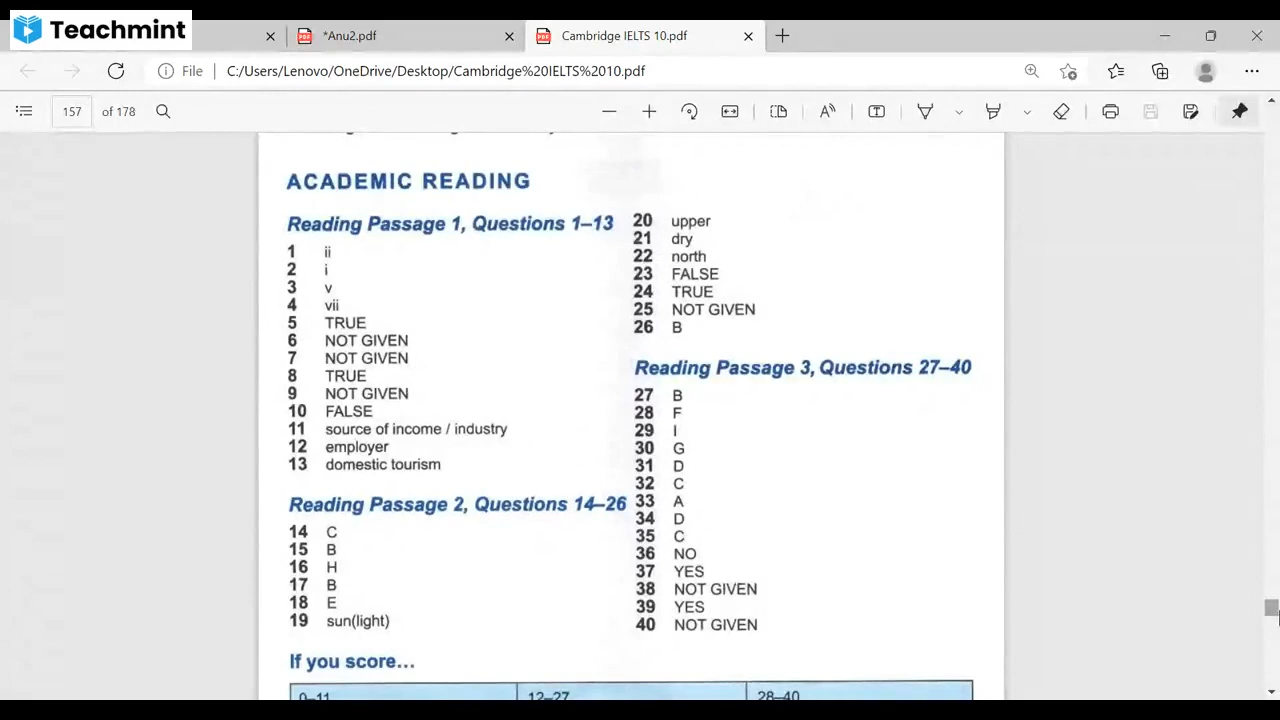 Teachmint
*Anu2.pdf
Cambridge IELTS 10.pdf
File
C:/Users/Lenovo/OneDrive/Desktop/Cambridge%20IELTS%2010.pdf
157 of 178
ACADEMIC READING
Reading Passage 1, Questions 1–13
1 ii
2 i
3 v
4 vii
5 TRUE
6 NOT GIVEN
7 NOT GIVEN
8 TRUE
9 NOT GIVEN
10 FALSE
11 source of income / industry
12 employer
13 domestic tourism
Reading Passage 2, Questions 14–26
14 C
15 B
16 H
17 B
18 E
19 sun(light)
20 upper
21 dry
22 north
23 FALSE
24 TRUE
25 NOT GIVEN
26 B
Reading Passage 3, Questions 27–40
27 B
28 F
29 I
30 G
31 D
32 C
33 A
34 D
35 C
36 NO
37 YES
38 NOT GIVEN
39 YES
40 NOT GIVEN
If you score...
0–11 12–27 28–40